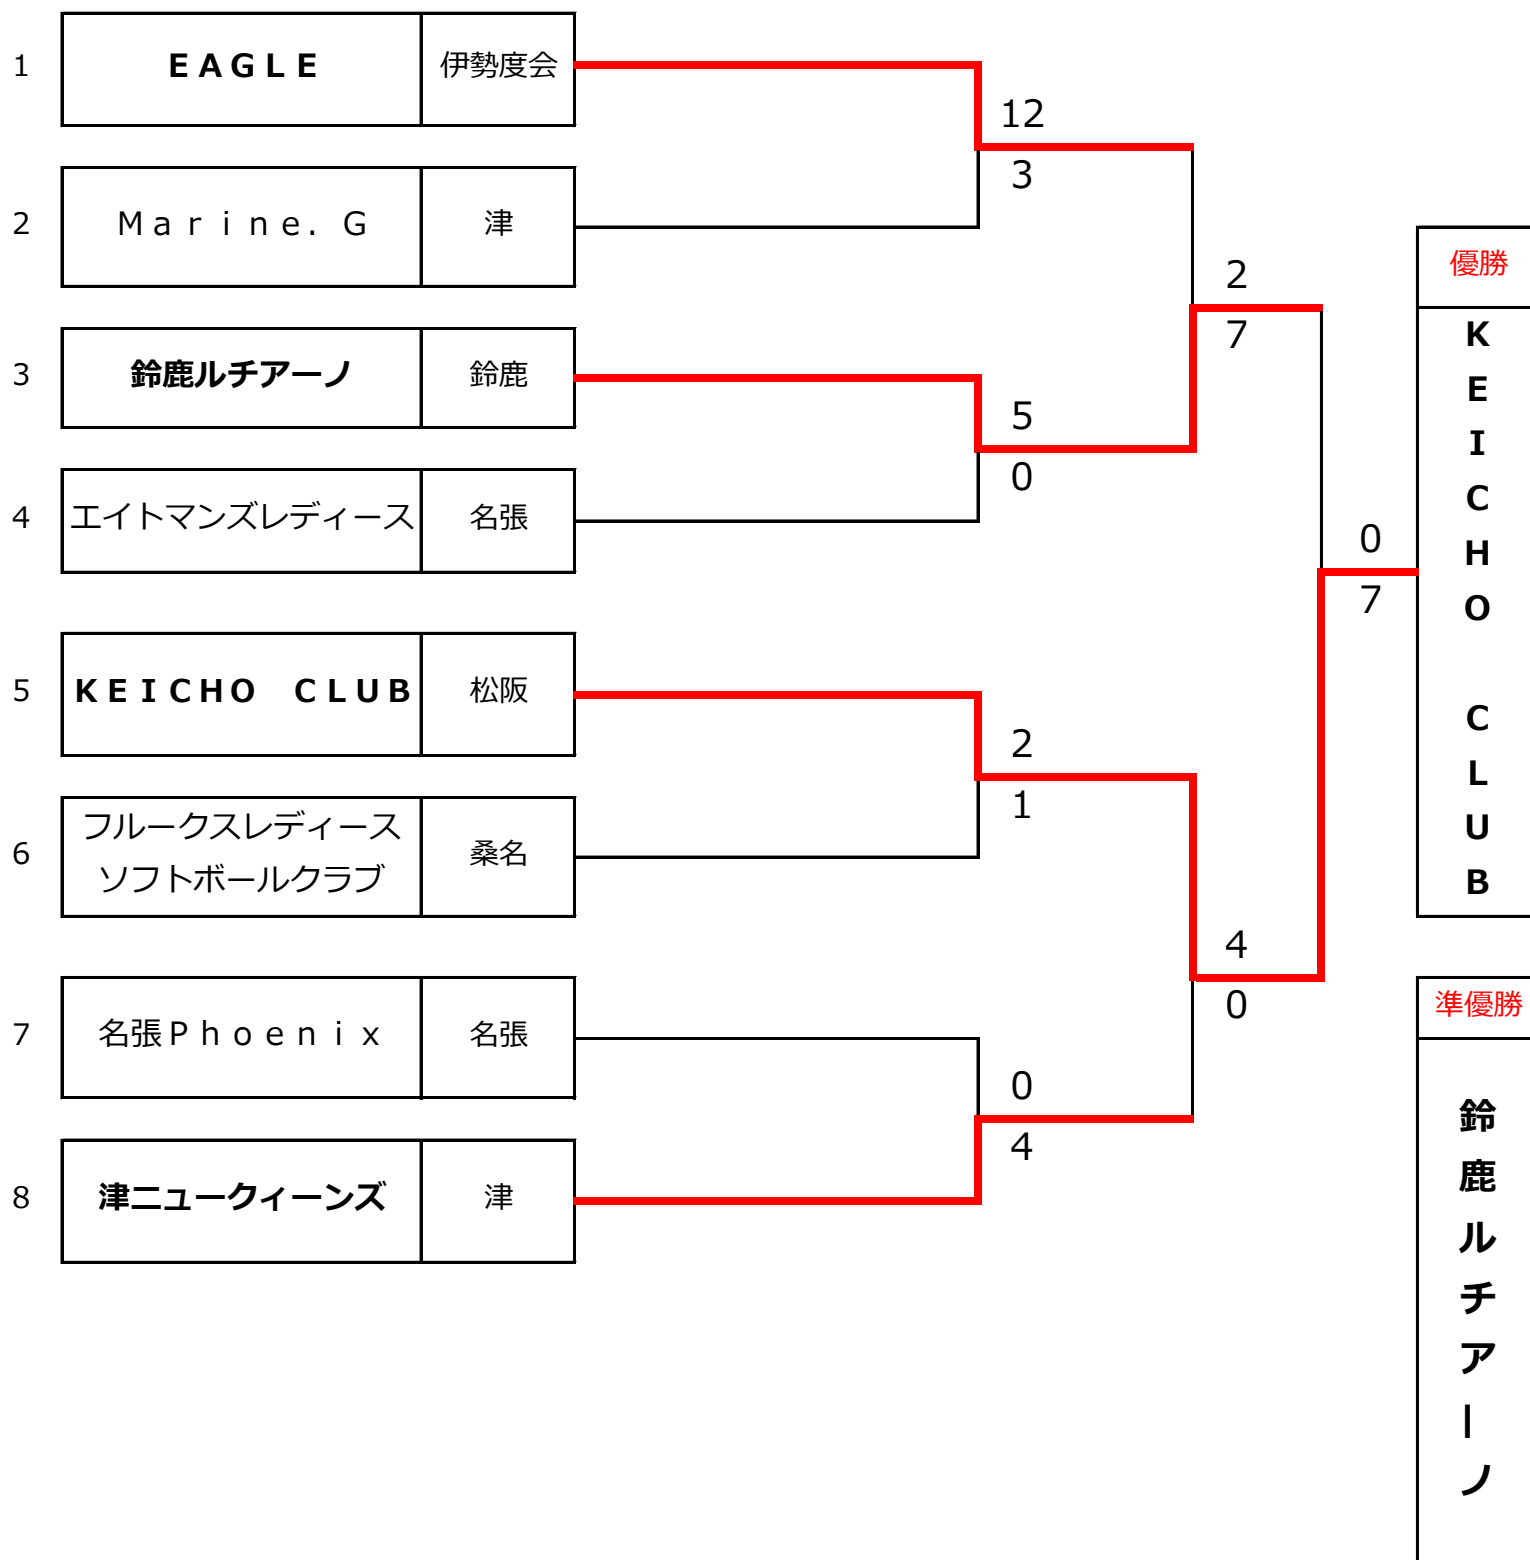 1 ＥＡＧＬＥ 伊勢度会
12
3
2 Ｍａｒｉｎｅ．Ｇ 津
2
7
3 鈴鹿ルチアーノ 鈴鹿
5
0
4 エイトマンズレディース 名張
0
7
5 ＫＥＩＣＨＯ　ＣＬＵＢ 松阪
2
1
6 フルークスレディース
ソフトボールクラブ 桑名
4
0
7 名張Ｐｈｏｅｎｉｘ 名張
0
4
8 津ニュークィーンズ 津
優勝
ＫＥＩＣＨＯ　ＣＬＵＢ
準優勝
鈴鹿ルチアーノ